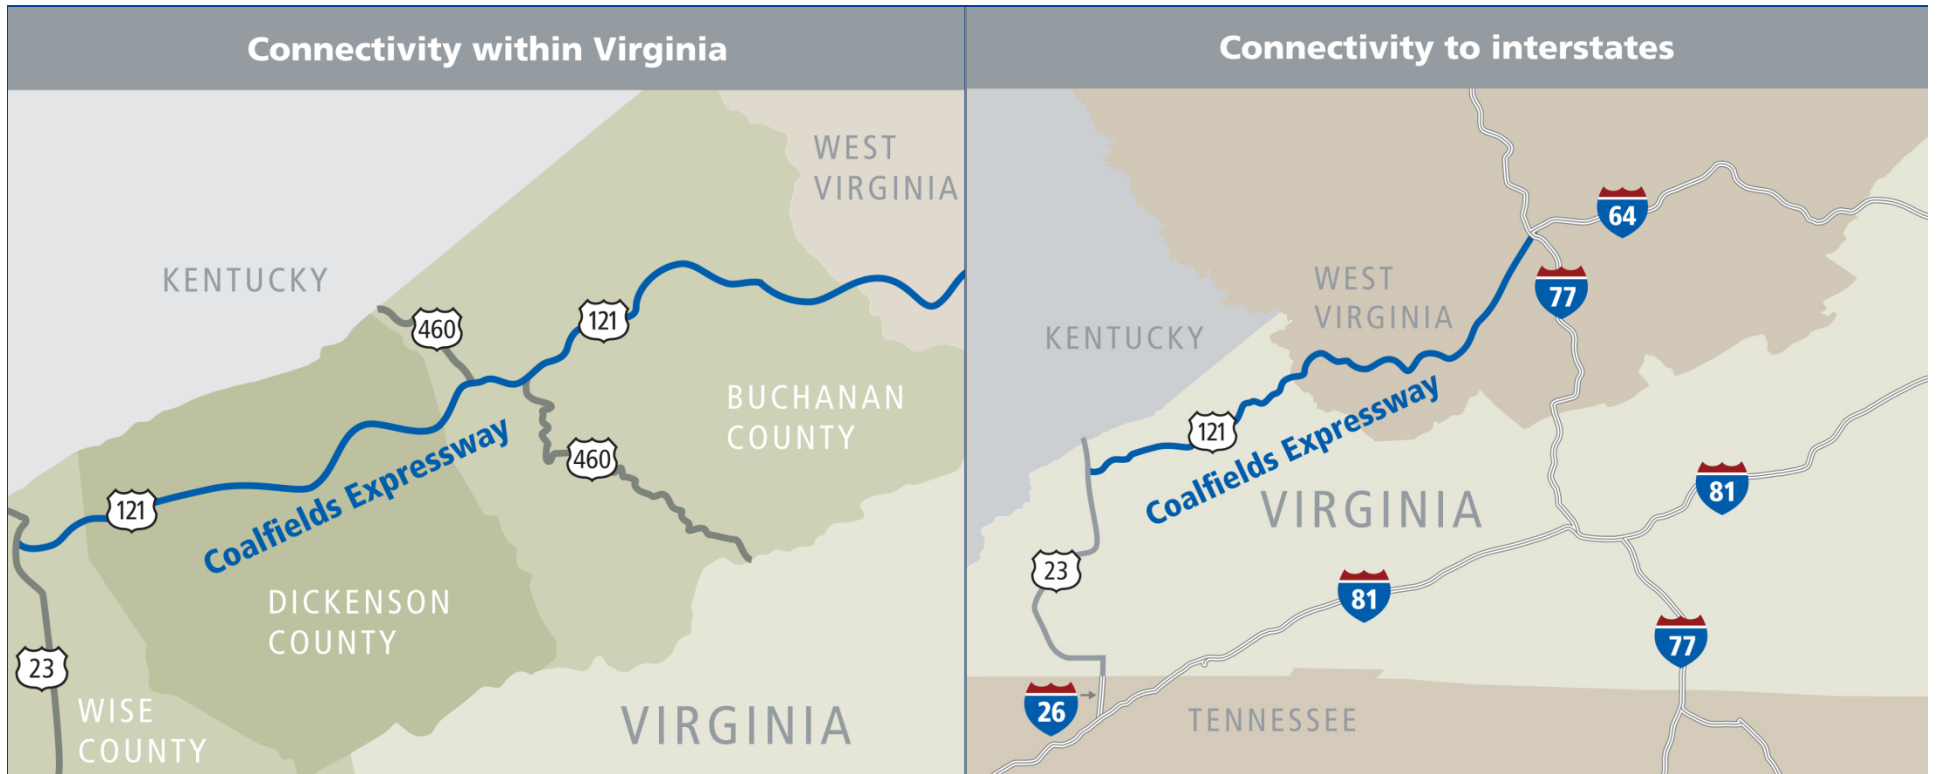 Connectivity within Virginia
WEST
VIRGINIA
KENTUCKY
460
121
BUCHANAN
COUNTY
460
Coalfields Expressway
121
DICKENSON
COUNTY
23
WISE
COUNTY
VIRGINIA
Connectivity to interstates
64
77
WEST
VIRGINIA
KENTUCKY
121
Coalfields Expressway
VIRGINIA
81
23
81
77
26
TENNESSEE